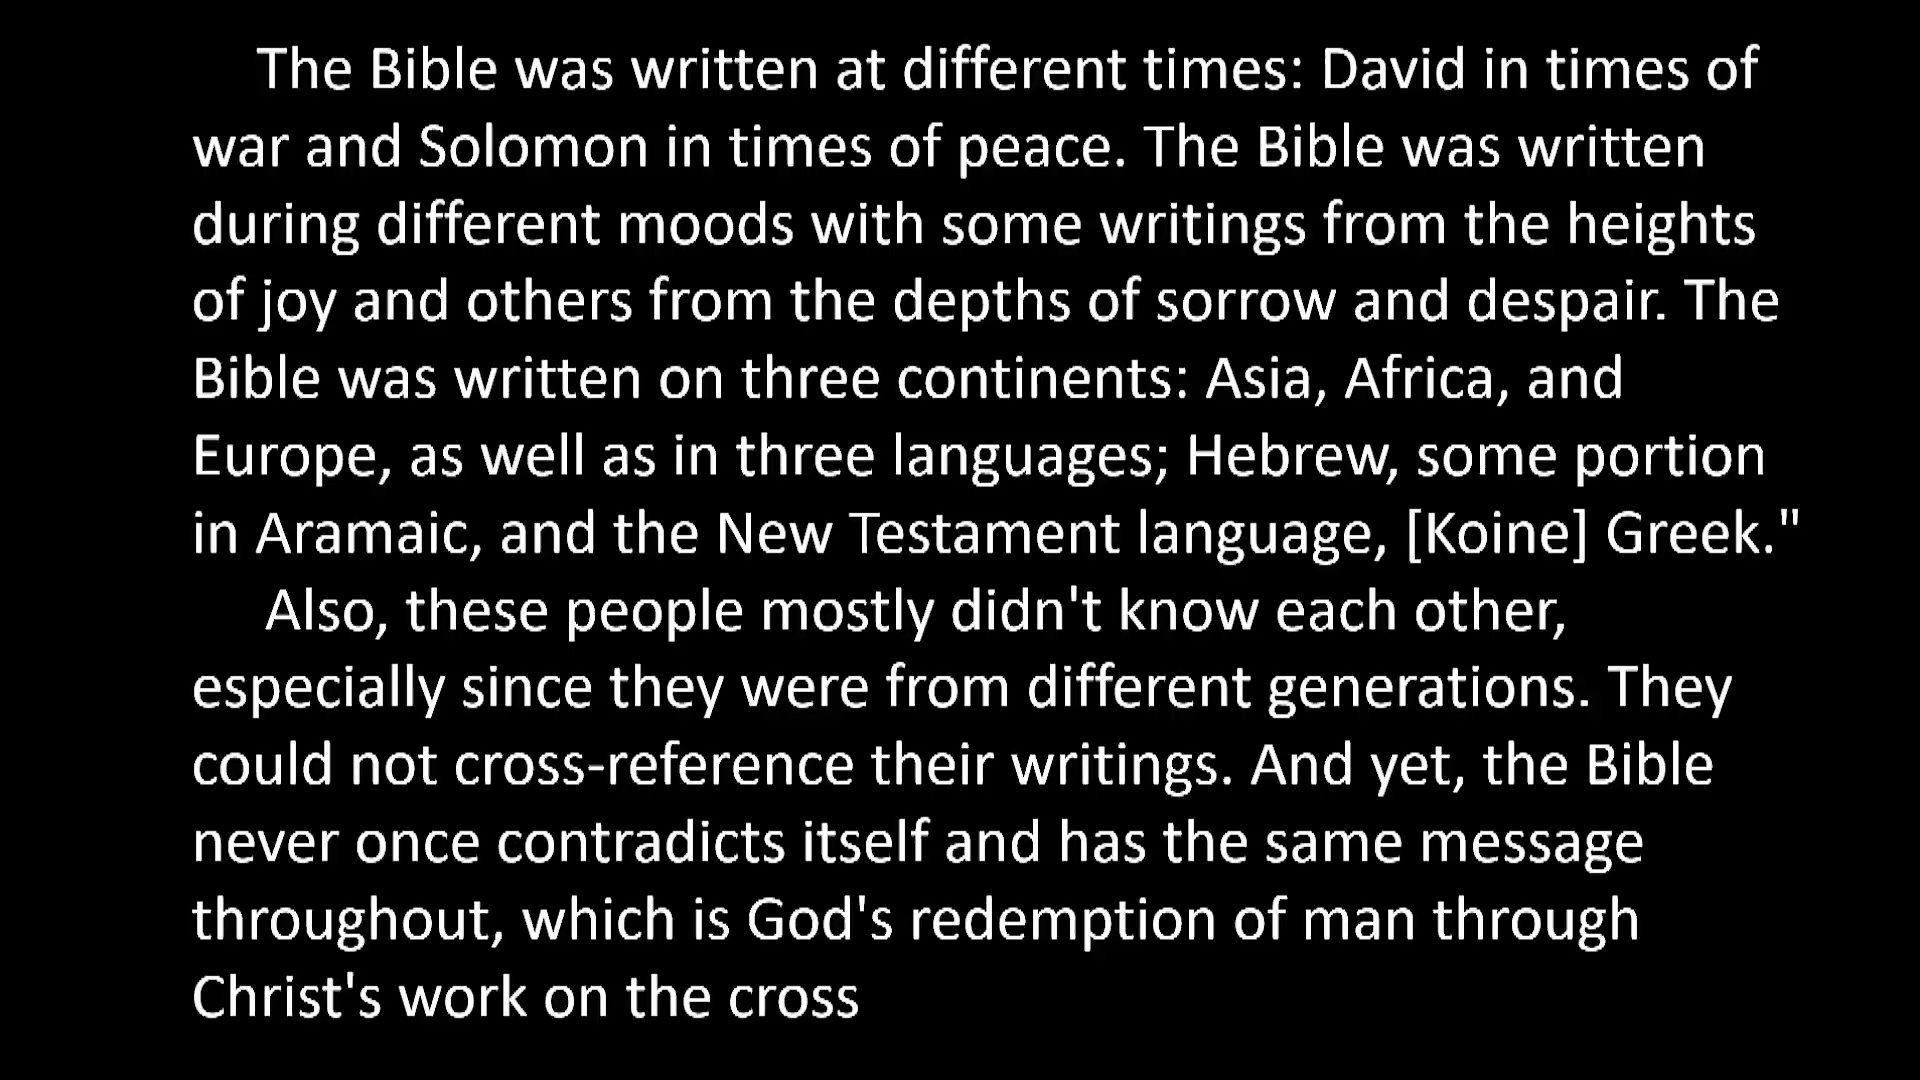 The Bible was written at different times: David in times of
war and Solomon in times of peace. The Bible was written
during different moods with some writings from the heights
of joy and others from the depths of sorrow and despair. The
Bible was written on three continents: Asia, Africa, and
Europe, as well as in three languages; Hebrew, some portion
in Aramaic, and the New Testament language, [Koine] Greek."
Also, these people mostly didn't know each other,
especially since they were from different generations. They
could not cross-reference their writings. And yet, the Bible
never once contradicts itself and has the same message
throughout, which is God's redemption of man through
Christ's work on the cross